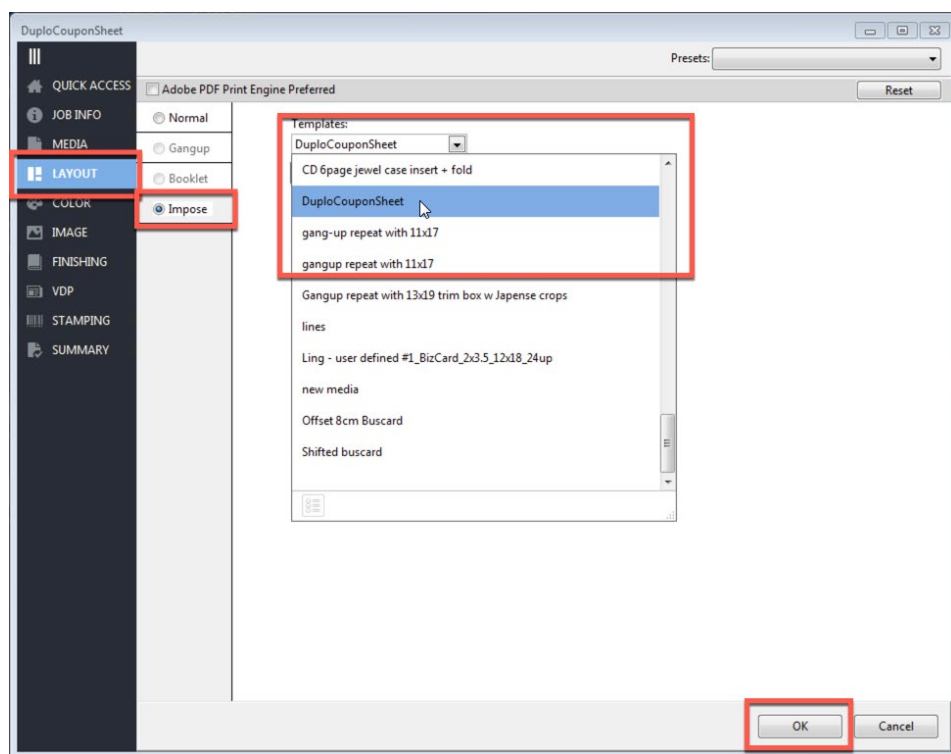 DuploCouponSheet
Presets:
QUICK ACCESS
JOB INFO
MEDIA
LAYOUT
COLOR
IMAGE
FINISHING
VDP
STAMPING
SUMMARY
Adobe PDF Print Engine Preferred
Reset
Normal
Gangup
Booklet
Impose
Templates:
DuploCouponSheet
CD 6page jewel case insert + fold
DuploCouponSheet
gang-up repeat with 11x17
gangup repeat with 11x17
Gangup repeat with 13x19 trim box w Japense crops
lines
Ling - user defined #1_BizCard_2x3.5_12x18_24up
new media
Offset 8cm Buscard
Shifted buscard
OK
Cancel